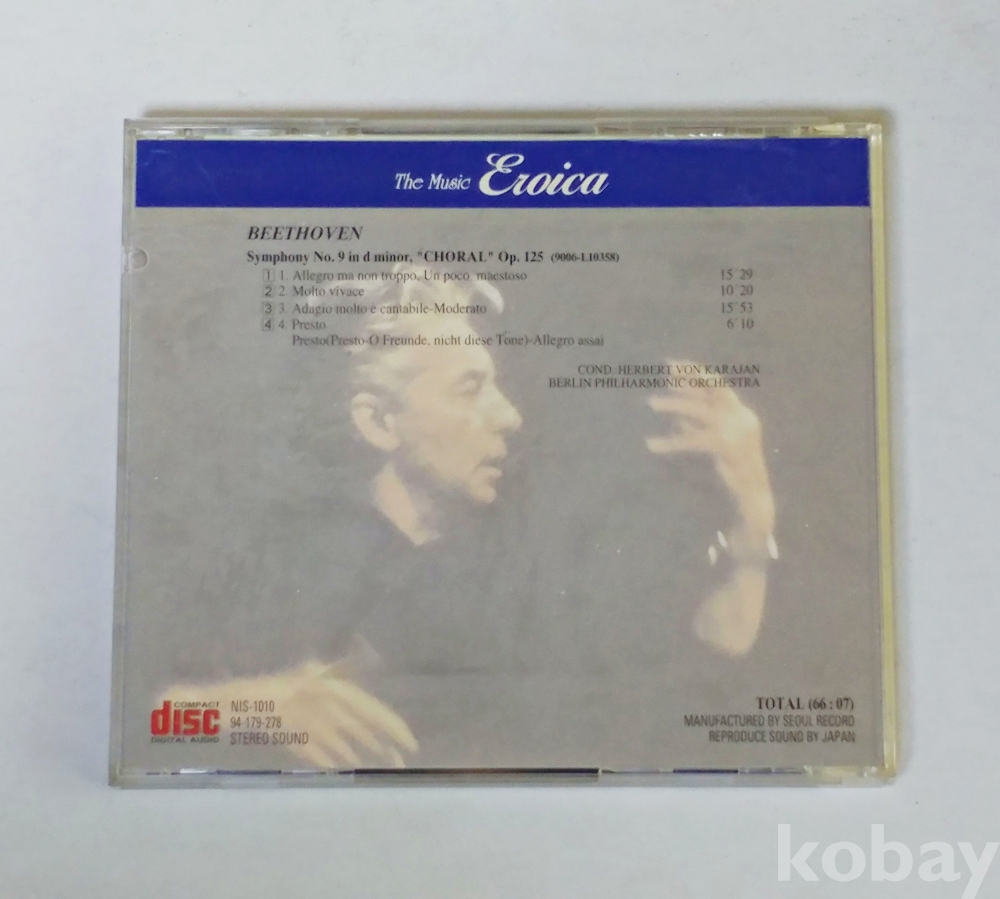 The Music Eroica
BEETHOVEN
Symphony No. 9 in d minor, "CHORAL" Op. 125 (9006-L10358)
1 1. Allegro ma non troppo, Un poco maestoso 15"29
2 2. Molto vivace 10"20
3 3. Adagio molto e cantabile-Moderato 15"53
4 4. Presto 6"10
Presto(Presto-O Freunde, nicht diese Tone)-Allegro assai
COND. HERBERT VON KARAJAN
BERLIN PHILHARMONIC ORCHESTRA
COMPACT
disc
DIGITAL AUDIO
NIS-1010
94-179-278
STEREO SOUND
TOTAL (66:07)
MANUFACTURED BY SEOUL RECORD
REPRODUCE SOUND BY JAPAN
kobay